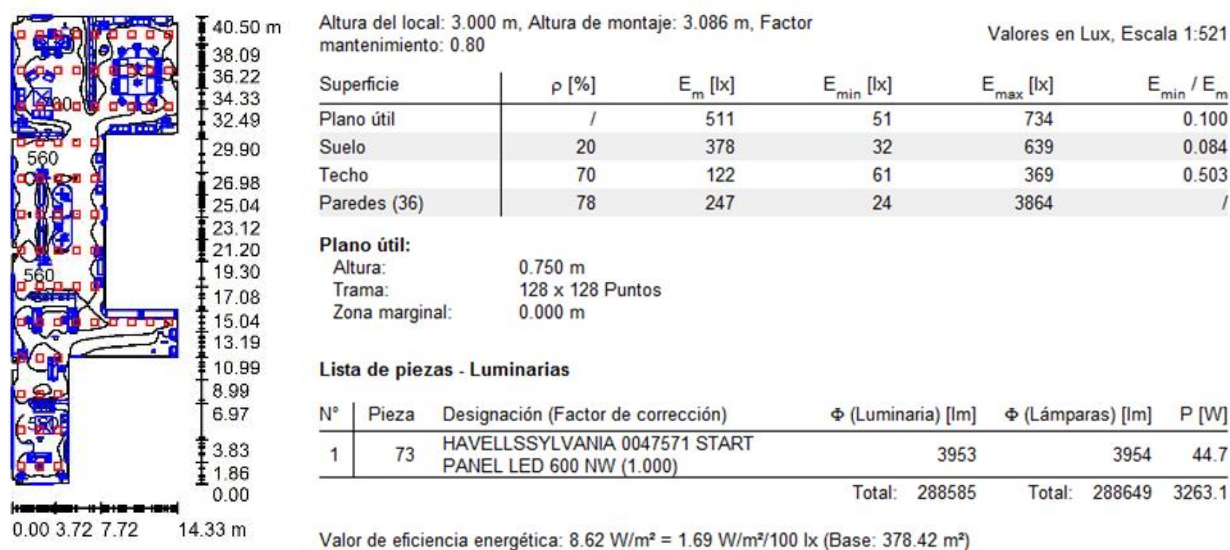 40.50 m
38.09
36.22
34.33
32.49
29.90
26.98
25.04
23.12
21.20
19.30
17.08
15.04
13.19
10.99
8.99
6.97
3.83
1.86
0.00
0.00 3.72 7.72 14.33 m
700
560
560
Altura del local: 3.000 m, Altura de montaje: 3.086 m, Factor
mantenimiento: 0.80
Valores en Lux, Escala 1:521
Superficie ρ [%] Em [lx] Emin [lx] Emax [lx] Emin / Em
Plano útil / 511 51 734 0.100
Suelo 20 378 32 639 0.084
Techo 70 122 61 369 0.503
Paredes (36) 78 247 24 3864 /
Plano útil:
Altura: 0.750 m
Trama: 128 x 128 Puntos
Zona marginal: 0.000 m
Lista de piezas - Luminarias
N° Pieza Designación (Factor de corrección) Φ (Luminaria) [lm] Φ (Lámparas) [lm] P [W]
1 73 HAVELLSSYLVANIA 0047571 START
PANEL LED 600 NW (1.000) 3953 3954 44.7
Total: 288585 Total: 288649 3263.1
Valor de eficiencia energética: 8.62 W/m² = 1.69 W/m²/100 lx (Base: 378.42 m²)